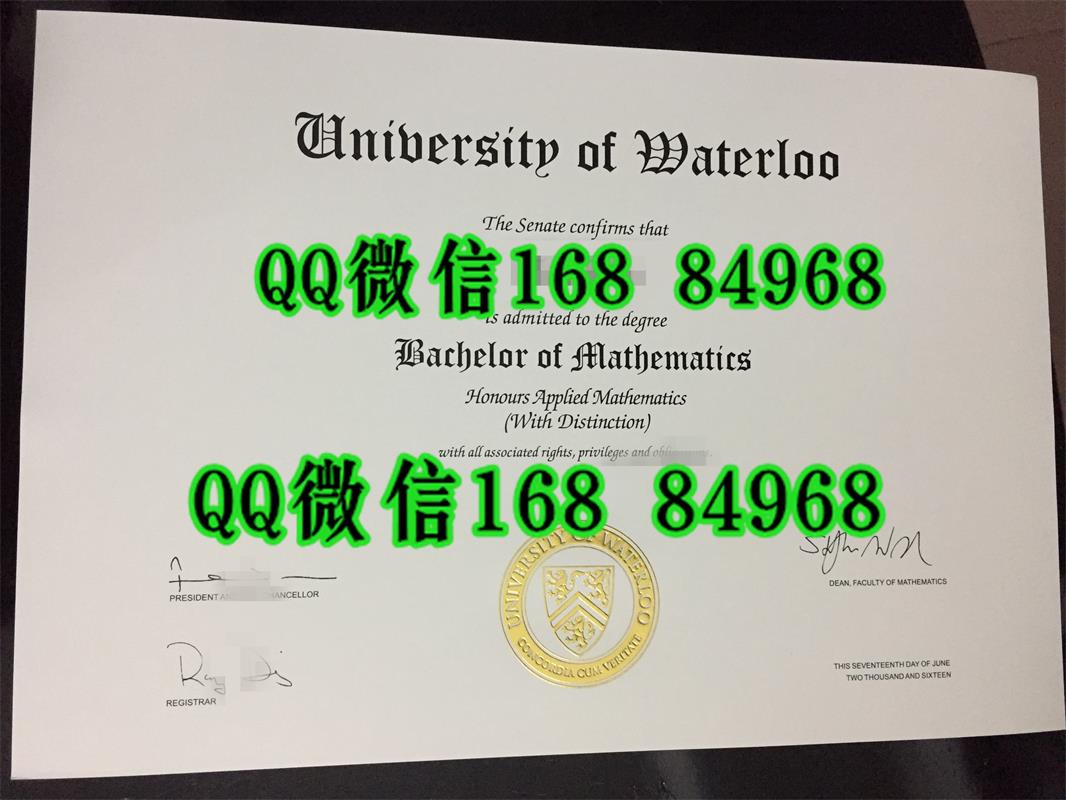 University of Waterloo
The Senate confirms that
QQ微信168 84968
is admitted to the degree
Bachelor of Mathematics
Honours Applied Mathematics
(With Distinction)
with all associated rights, privileges and
QQ微信168 84968
UNIVERSITY OF WATERLOO
CONCORDIA CUM VERITATE
DEAN, FACULTY OF MATHEMATICS
PRESIDENT
REGISTRAR
THIS SEVENTEENTH DAY OF JUNE
TWO THOUSAND AND SIXTEEN